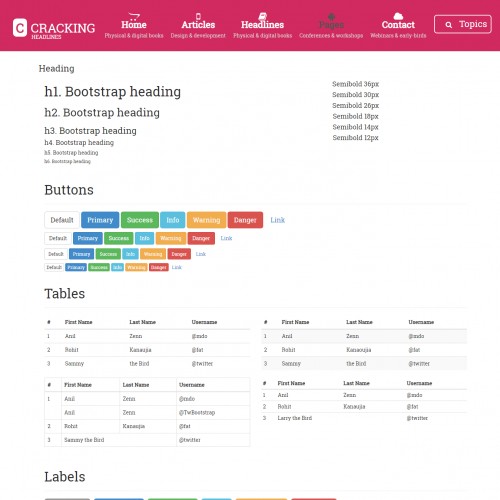 C CRACKING
HEADLINES
Home
Physical & digital books
Articles
Design & development
Headlines
Physical & digital books
Pages
Conferences & workshops
Contact
Webinars & early-birds
Topics
Heading
h1. Bootstrap heading
Semibold 36px
h2. Bootstrap heading
Semibold 30px
h3. Bootstrap heading
Semibold 26px
h4. Bootstrap heading
Semibold 18px
h5. Bootstrap heading
Semibold 14px
h6. Bootstrap heading
Semibold 12px
Buttons
Default Primary Success Info Warning Danger Link
Default Primary Success Info Warning Danger Link
Default Primary Success Info Warning Danger Link
Default Primary Success Info Warning Danger Link
Tables
# First Name Last Name Username
1 Anil Zenn @mdo
2 Rohit Kanaujia @fat
3 Sammy the Bird @twitter
# First Name Last Name Username
1 Anil Zenn @mdo
2 Rohit Kanaoujia @fat
3 Sammy the Bird @twitter
# First Name Last Name Username
1 Anil Zenn @mdo
Anil Zenn @TwBootstrap
2 Rohit Kanaujia @fat
3 Sammy the Bird @twitter
# First Name Last Name Username
1 Anil Zenn @mdo
2 Rohit Kanaujia @fat
3 Larry the Bird @twitter
Labels